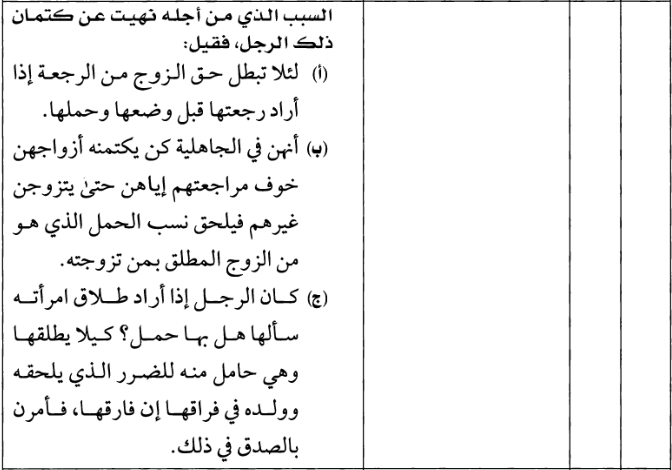 السبب الذي من أجله نهيت عن كتمان
ذلك الرجل، فقيل:
(أ) لئلا تبطل حق الزوج من الرجعة إذا
أراد رجعتها قبل وضعها وحملها.
(ب) أنهن في الجاهلية كن يكتمنه أزواجهن
خوف مراجعتهم إياهن حتىٰ يتزوجن
غيرهم فيلحق نسب الحمل الذي هو
من الزوج المطلق بمن تزوجته.
(ج) كان الرجل إذا أراد طلاق امرأته
سألها هل بها حمل؟ كيلا يطلقها
وهي حامل منه للضرر الذي يلحقه
وولده في فراقها إن فارقها، فأمرن
بالصدق في ذلك.